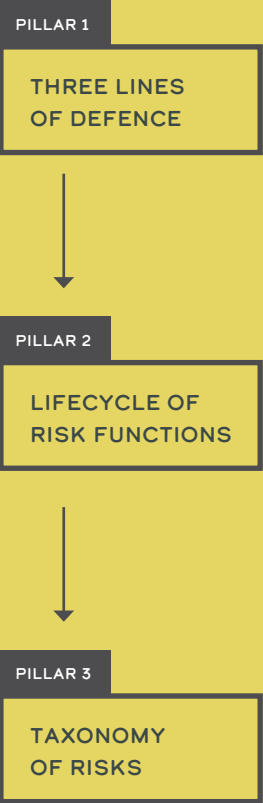 PILLAR 1
THREE LINES
OF DEFENCE
PILLAR 2
LIFECYCLE OF
RISK FUNCTIONS
PILLAR 3
TAXONOMY
OF RISKS